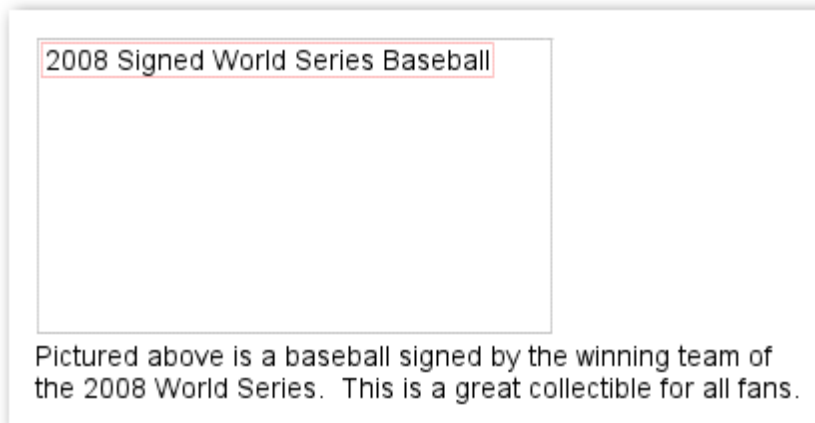 2008 Signed World Series Baseball
Pictured above is a baseball signed by the winning team of
the 2008 World Series.  This is a great collectible for all fans.